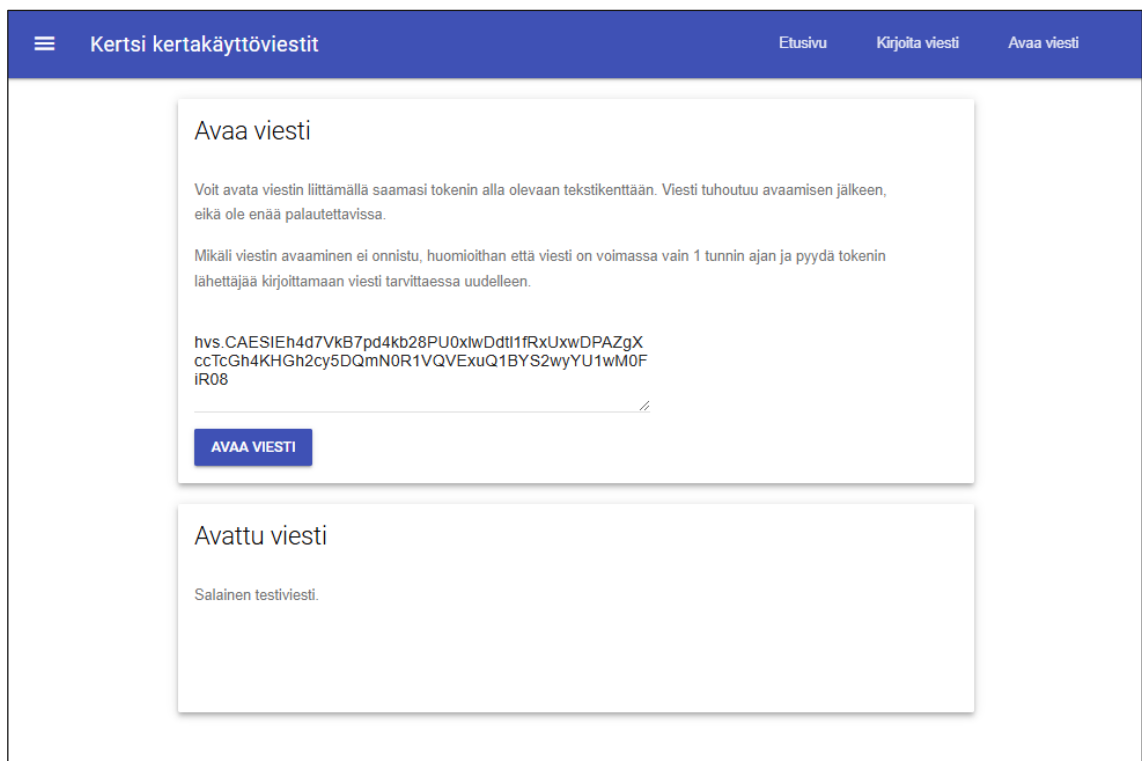 Kertsi kertakäyttöviestit
Etusivu
Kirjoita viesti
Avaa viesti
Avaa viesti
Voit avata viestin liittämällä saamasi tokenin alla olevaan tekstikenttään. Viesti tuhoutuu avaamisen jälkeen,
eikä ole enää palautettavissa.
Mikäli viestin avaaminen ei onnistu, huomioithan että viesti on voimassa vain 1 tunnin ajan ja pyydä tokenin
lähettäjää kirjoittamaan viesti tarvittaessa uudelleen.
hvs.CAESIEh4d7VkB7pd4kb28PU0xlwDdtl1fRxUxwDPAZgX
ccTcGh4KHGh2cy5DQmN0R1VQVExuQ1BYS2wyYU1wM0F
iR08
AVAA VIESTI
Avattu viesti
Salainen testiviesti.